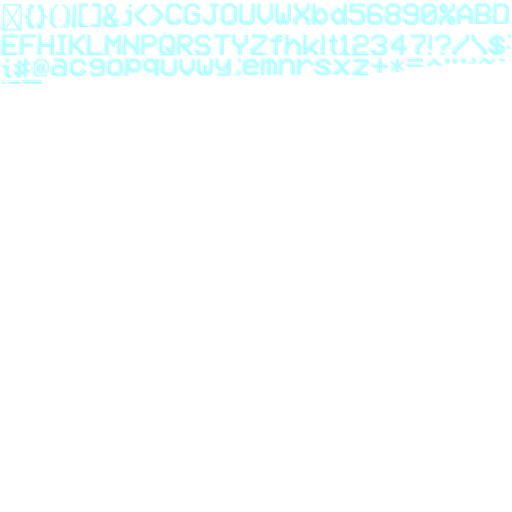 {}()|[]&j<>CGJOUVWXbd56890%ABD
EFHIKLMNPQRSTYZfhklt12347!?/\$:
i#@acgopquvwy;emnrsxz+*=^"'`~,
.-_